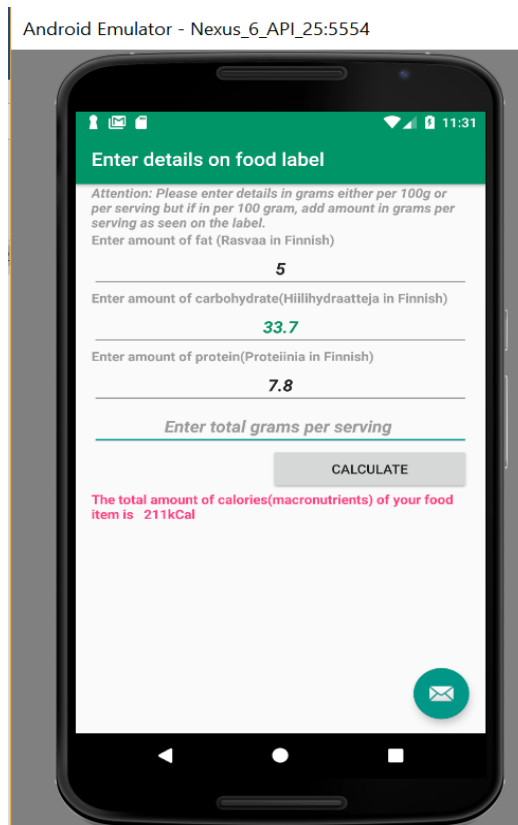 Android Emulator - Nexus_6_API_25:5554
11:31
Enter details on food label
Attention: Please enter details in grams either per 100g or
per serving but if in per 100 gram, add amount in grams per
serving as seen on the label.
Enter amount of fat (Rasvaa in Finnish)
5
Enter amount of carbohydrate(Hiilihydraatteja in Finnish)
33.7
Enter amount of protein(Proteiinia in Finnish)
7.8
Enter total grams per serving
CALCULATE
The total amount of calories(macronutrients) of your food
item is 211kCal